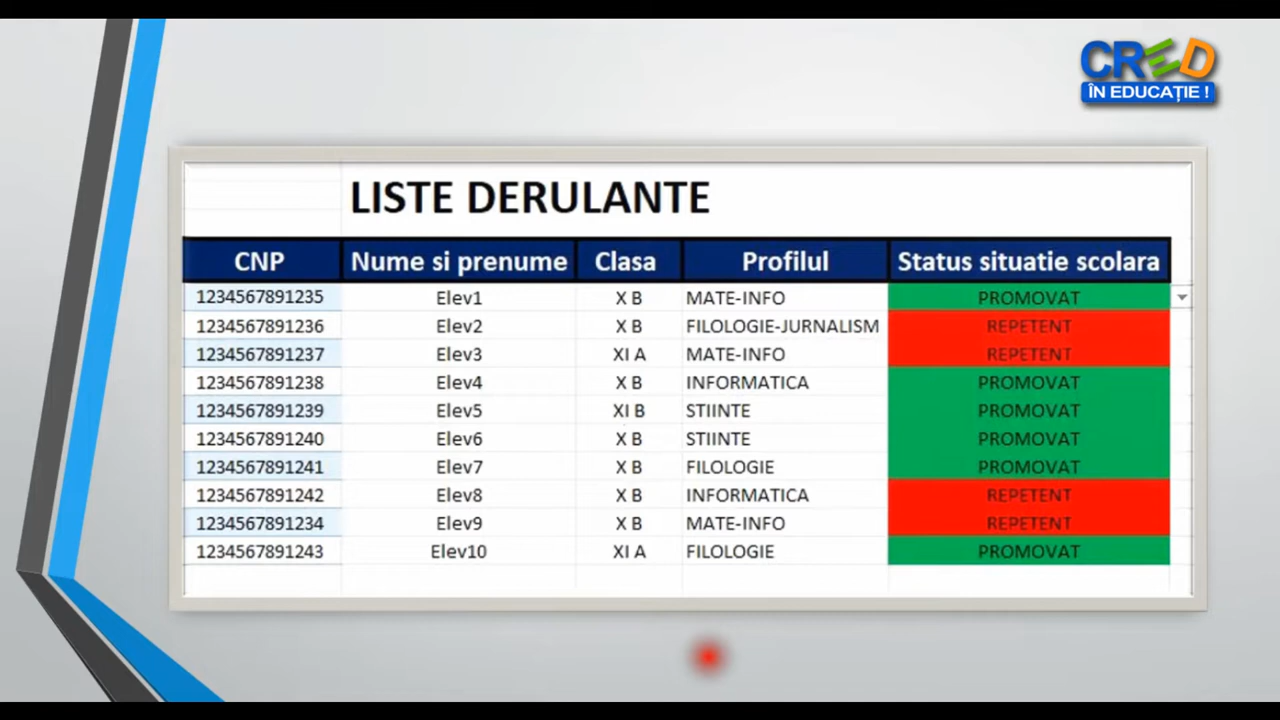 CRED
ÎN EDUCAȚIE !
LISTE DERULANTE
CNP Nume si prenume Clasa Profilul Status situatie scolara
1234567891235 Elev1 X B MATE-INFO PROMOVAT
1234567891236 Elev2 X B FILOLOGIE-JURNALISM REPETENT
1234567891237 Elev3 XI A MATE-INFO REPETENT
1234567891238 Elev4 X B INFORMATICA PROMOVAT
1234567891239 Elev5 XI B STIINTE PROMOVAT
1234567891240 Elev6 X B STIINTE PROMOVAT
1234567891241 Elev7 X B FILOLOGIE PROMOVAT
1234567891242 Elev8 X B INFORMATICA REPETENT
1234567891234 Elev9 X B MATE-INFO REPETENT
1234567891243 Elev10 XI A FILOLOGIE PROMOVAT